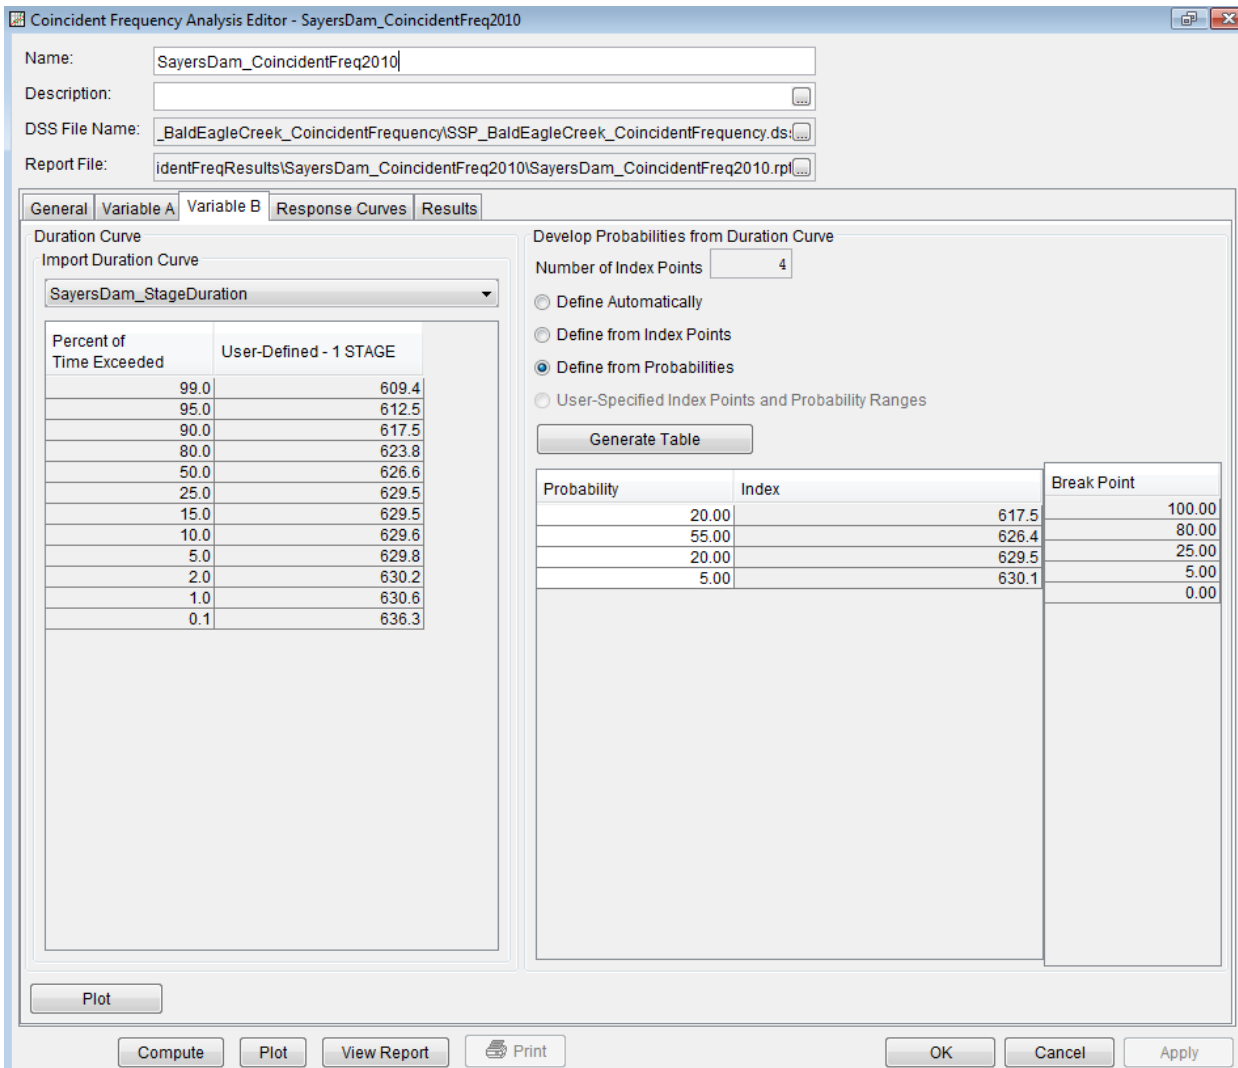 Coincident Frequency Analysis Editor - SayersDam_CoincidentFreq2010
Name: SayersDam_CoincidentFreq2010
Description: ...
DSS File Name: _BaldEagleCreek_CoincidentFrequency\SSP_BaldEagleCreek_CoincidentFrequency.ds: ...
Report File: identFreqResults\SayersDam_CoincidentFreq2010\SayersDam_CoincidentFreq2010.rpt ...
General Variable A Variable B Response Curves Results
Duration Curve
Import Duration Curve
SayersDam_StageDuration
Percent of
Time Exceeded
User-Defined - 1 STAGE
99.0 609.4
95.0 612.5
90.0 617.5
80.0 623.8
50.0 626.6
25.0 629.5
15.0 629.5
10.0 629.6
5.0 629.8
2.0 630.2
1.0 630.6
0.1 636.3
Plot
Develop Probabilities from Duration Curve
Number of Index Points 4
Define Automatically
Define from Index Points
Define from Probabilities
User-Specified Index Points and Probability Ranges
Generate Table
Probability Index
20.00 617.5
55.00 626.4
20.00 629.5
5.00 630.1
Break Point
100.00
80.00
25.00
5.00
0.00
Compute Plot View Report Print OK Cancel Apply